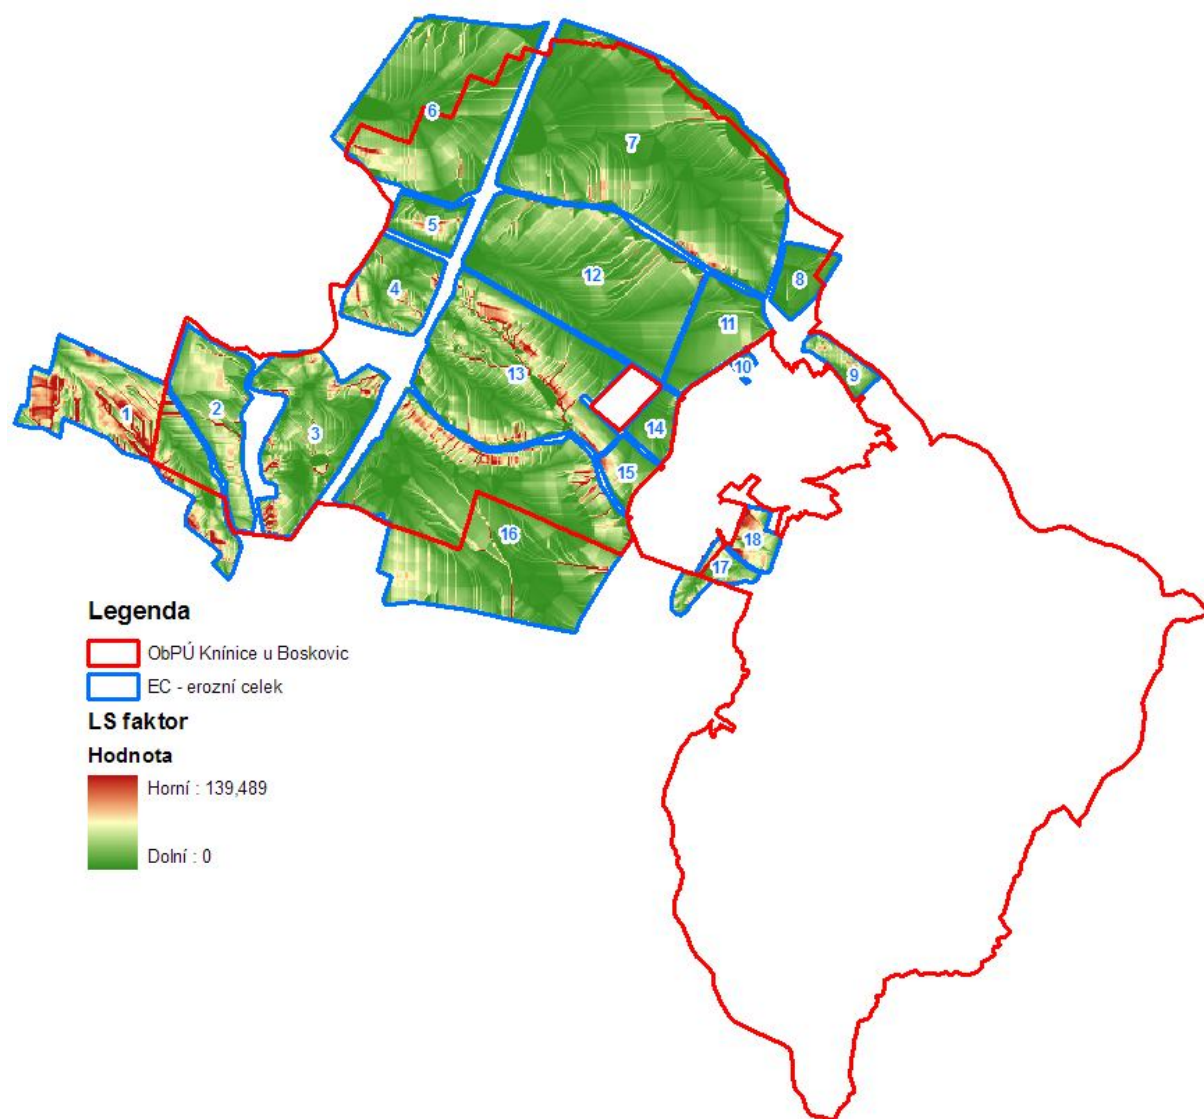 6
7
5
12
8
4
11
10
9
13
1
2
3
14
15
16
18
17
Legenda
ObPÚ Knínice u Boskovic
EC - erozní celek
LS faktor
Hodnota
Horní : 139,489
Dolní : 0